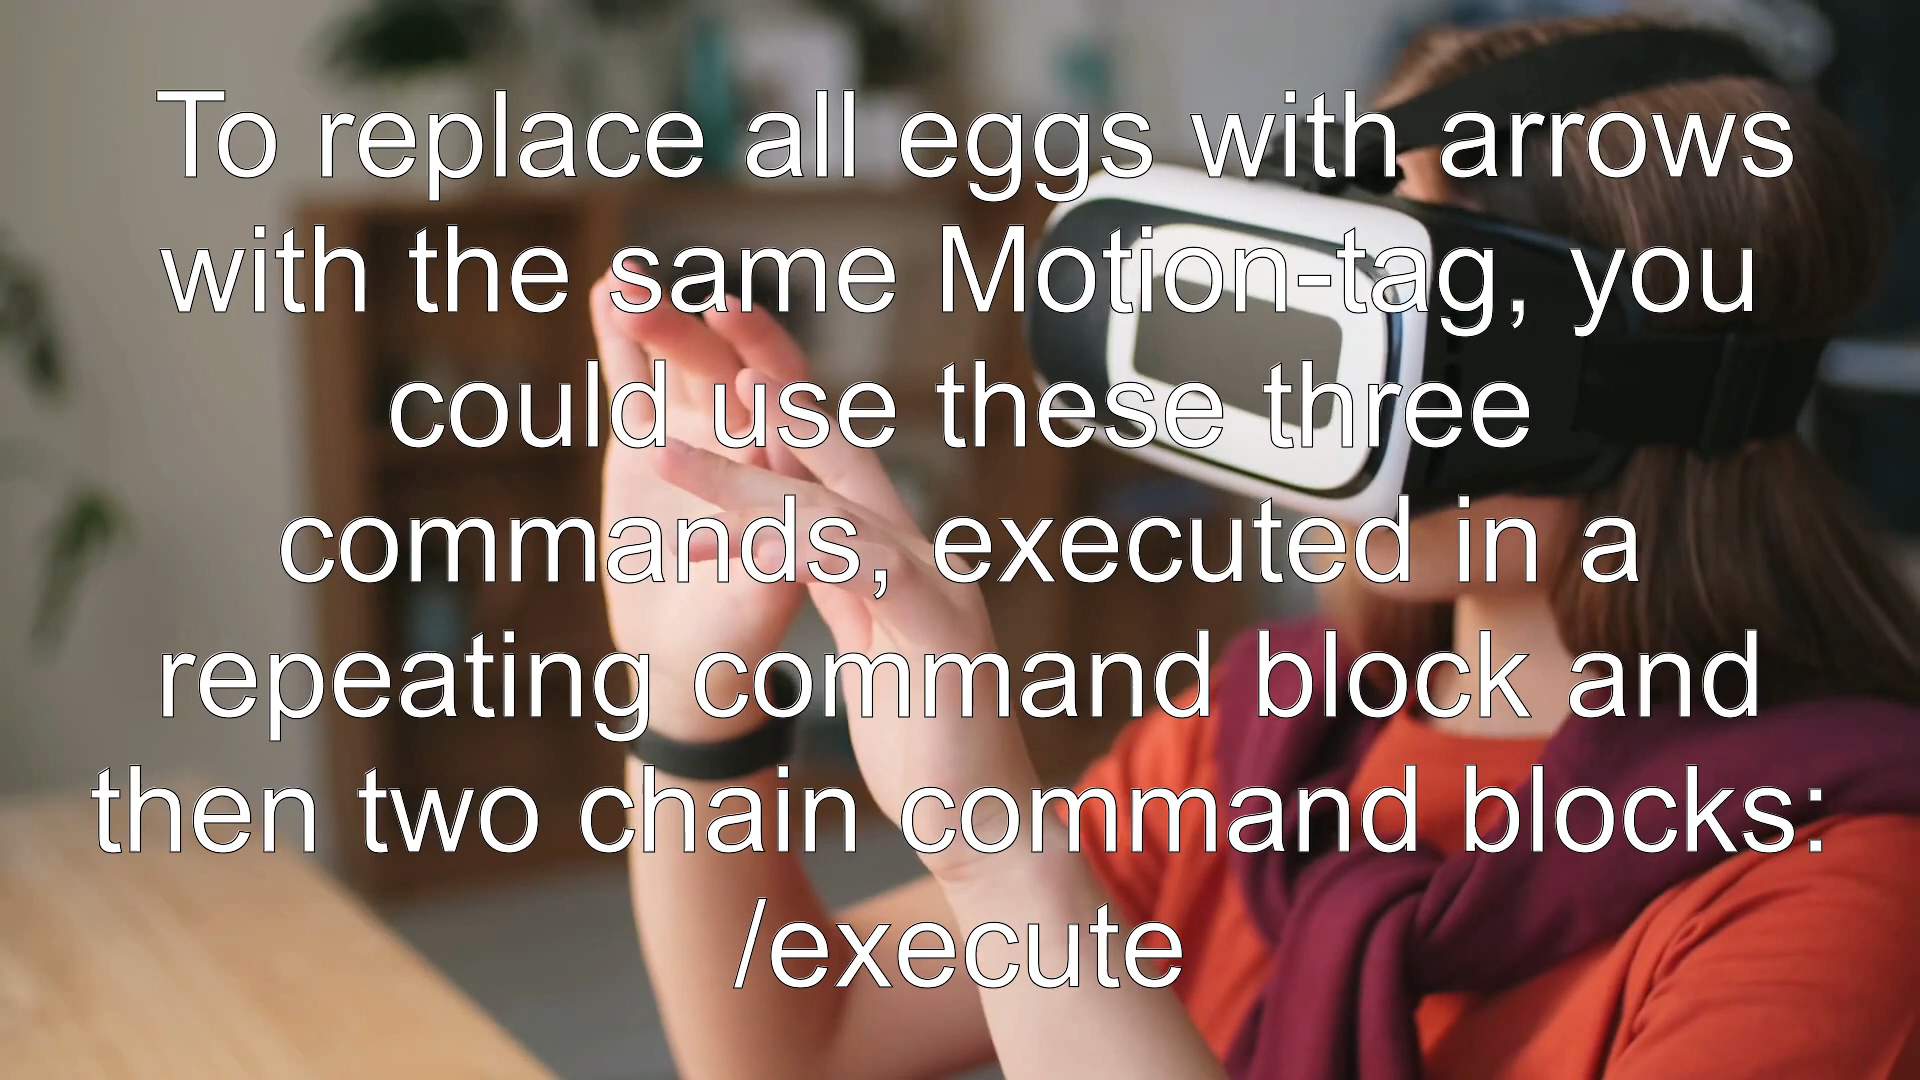 To replace all eggs with arrows
with the same Motion-tag, you
could use these three
commands, executed in a
repeating command block and
then two chain command blocks:
/execute